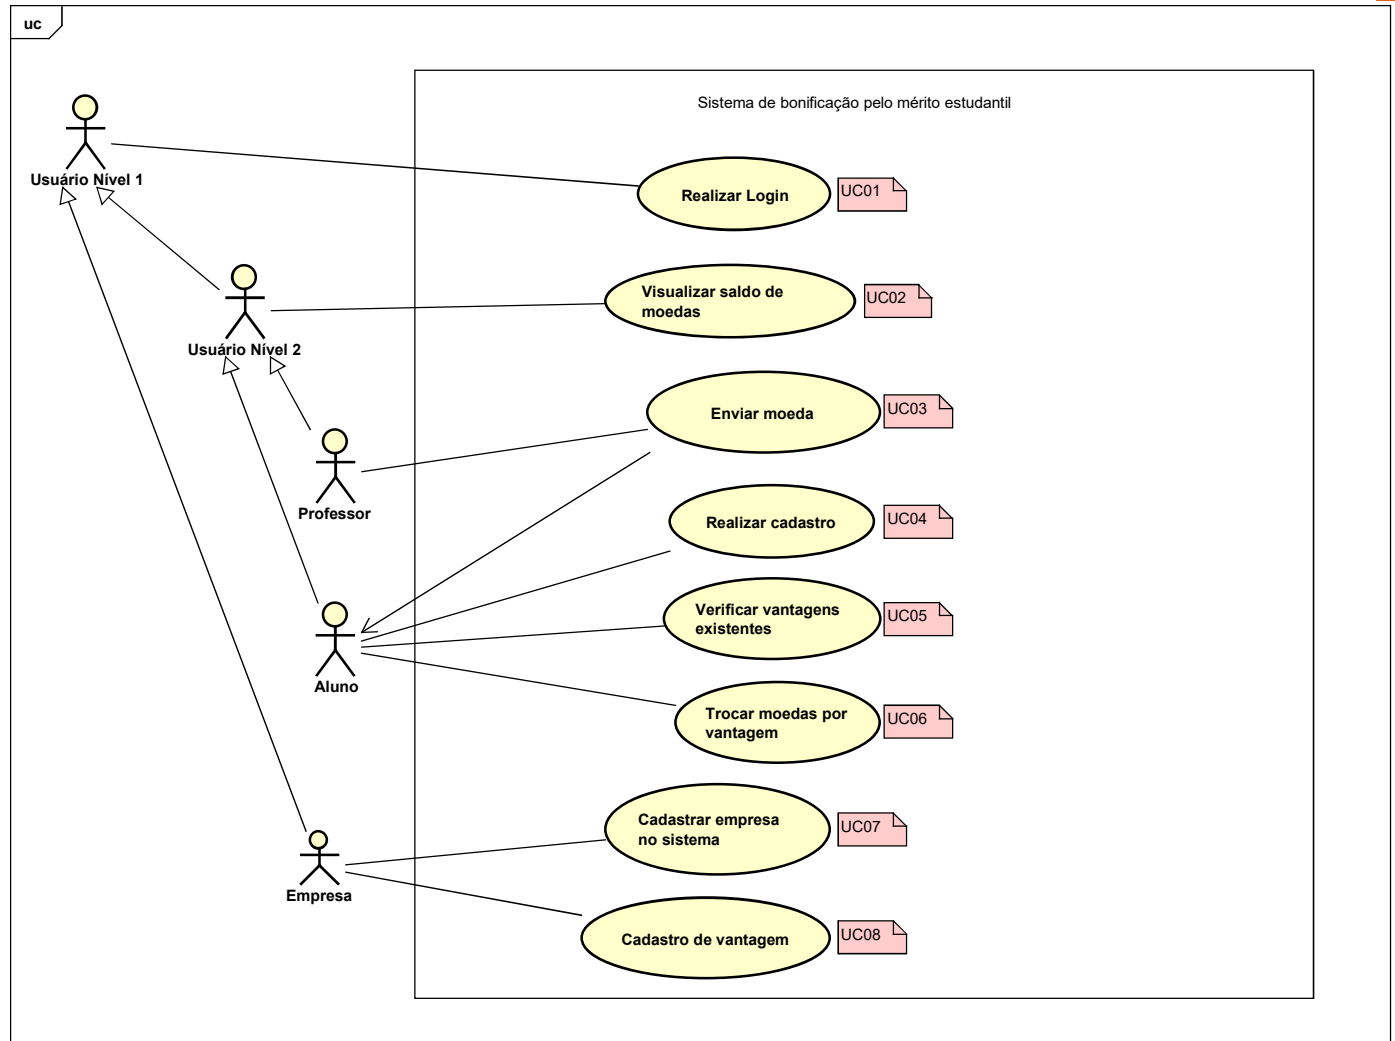 uc
Sistema de bonificação pelo mérito estudantil
Usuário Nível 1
Realizar Login
UC01
Visualizar saldo de
moedas
UC02
Usuário Nível 2
Enviar moeda
UC03
Professor
Realizar cadastro
UC04
Verificar vantagens
existentes
UC05
Aluno
Trocar moedas por
vantagem
UC06
Cadastrar empresa
no sistema
UC07
Empresa
Cadastro de vantagem
UC08